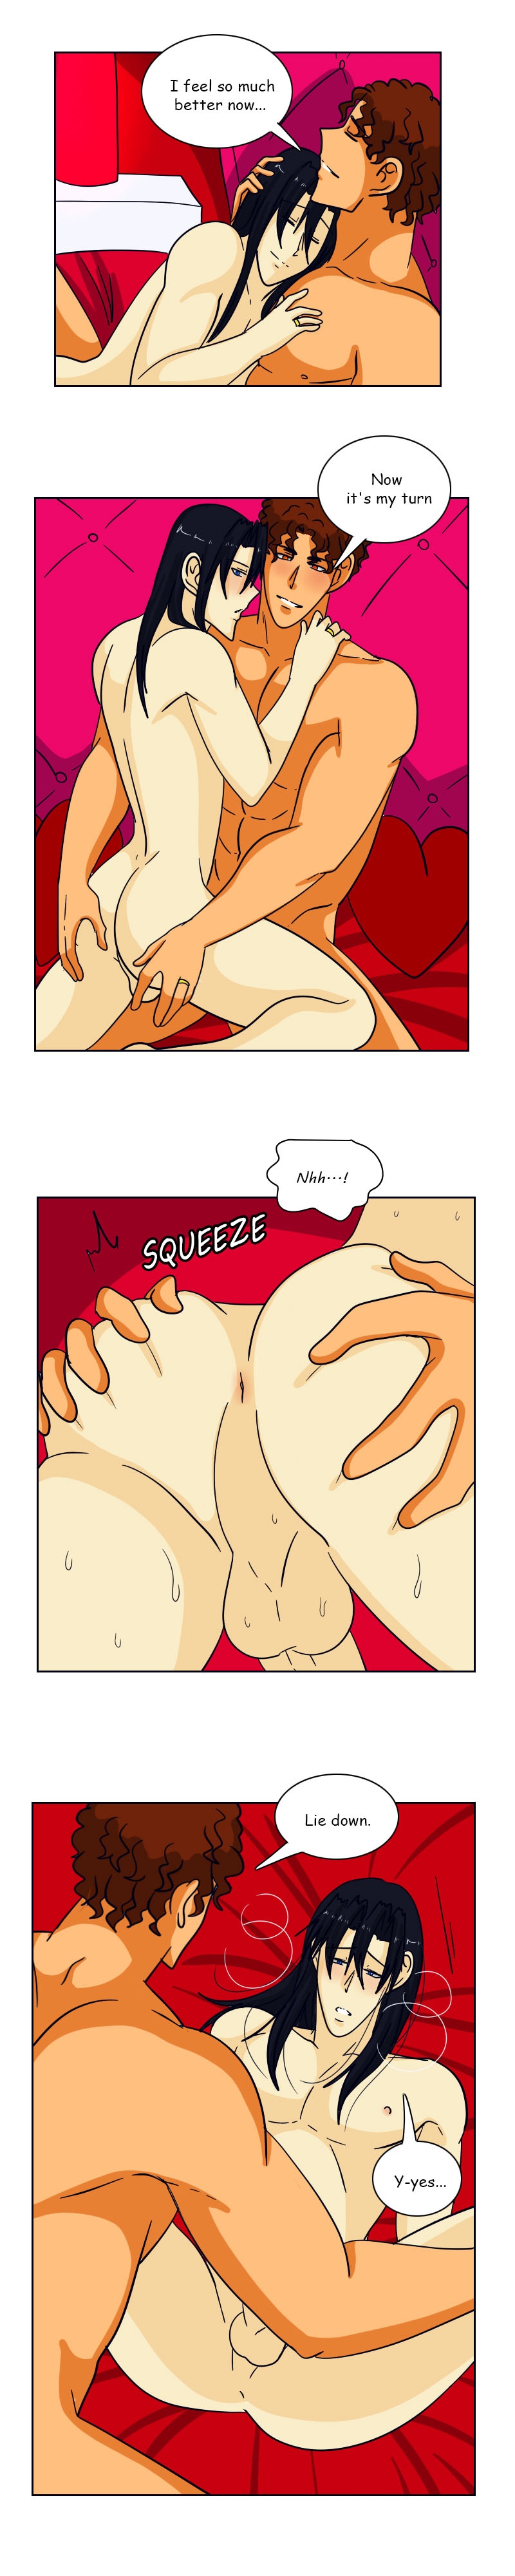 I feel so much
better now...
Now
it's my turn
Nhh...!
SQUEEZE
Lie down.
Y-yes...